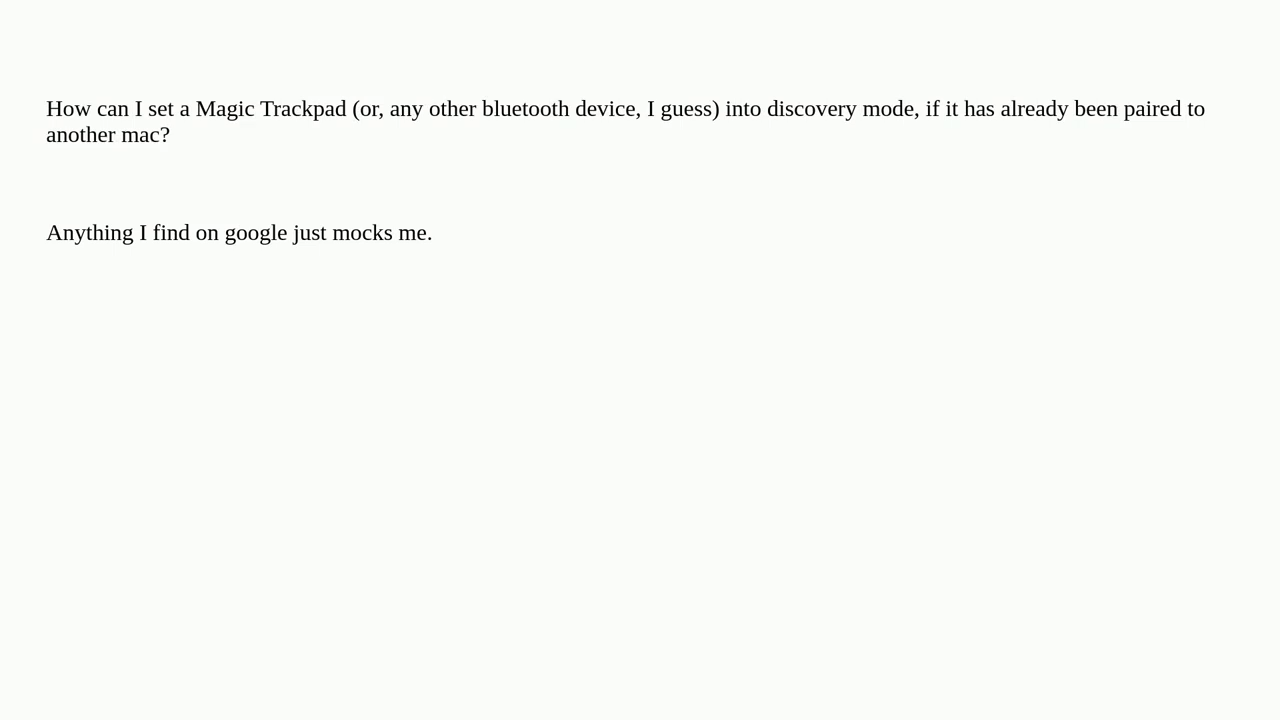 How can I set a Magic Trackpad (or, any other bluetooth device, I guess) into discovery mode, if it has already been paired to
another mac?
Anything I find on google just mocks me.